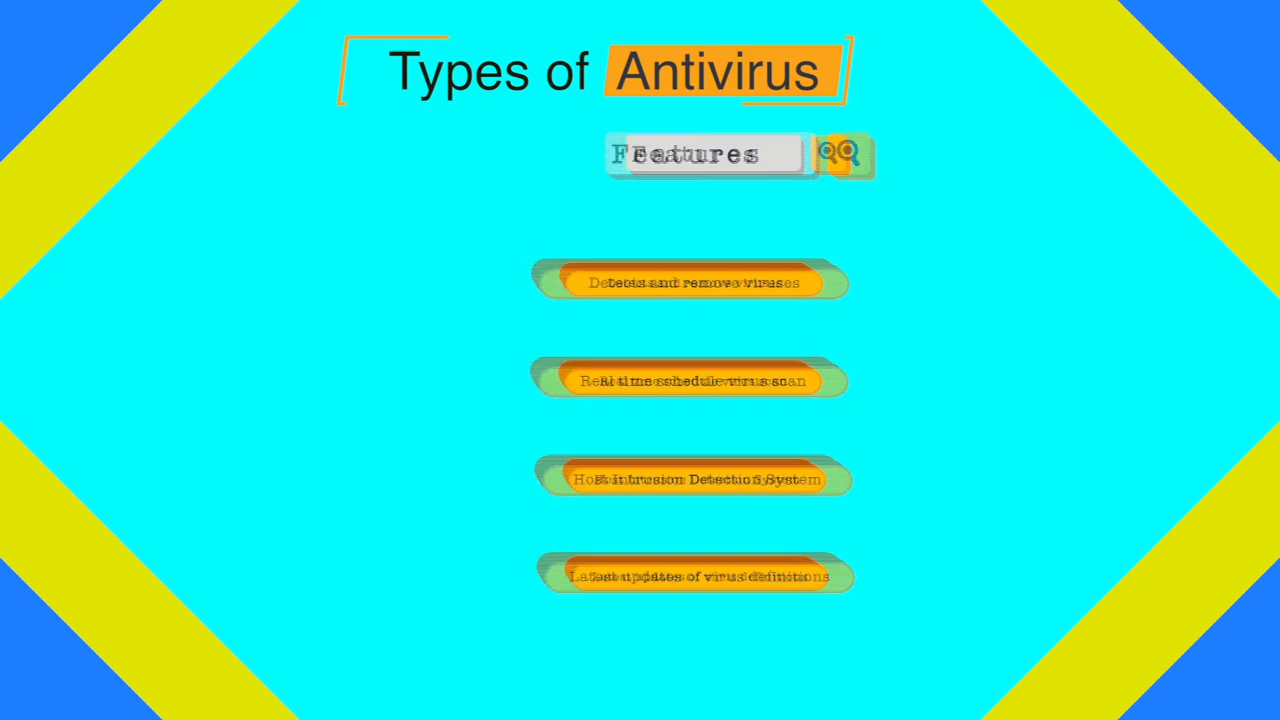 Types of Antivirus
Features
Detects and remove viruses
Real time schedule virus scan
Host Intrusion Detection System
Latest updates of virus definitions